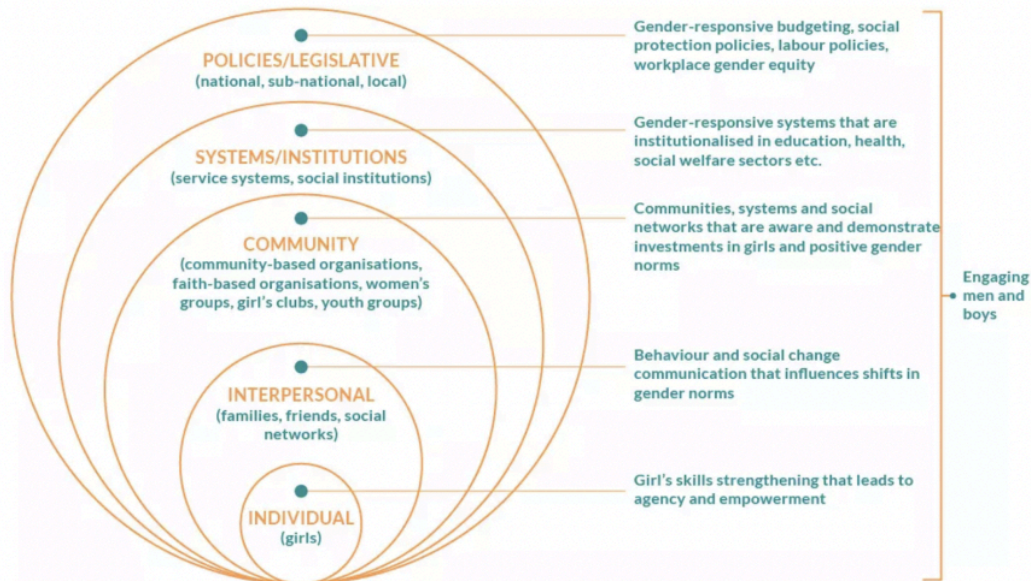 POLICIES/LEGISLATIVE
(national, sub-national, local)
Gender-responsive budgeting, social
protection policies, labour policies,
workplace gender equity
SYSTEMS/INSTITUTIONS
(service systems, social institutions)
Gender-responsive systems that are
institutionalised in education, health,
social welfare sectors etc.
COMMUNITY
(community-based organisations,
faith-based organisations, women's
groups, girl's clubs, youth groups)
Communities, systems and social
networks that are aware and demonstrate
investments in girls and positive gender
norms
INTERPERSONAL
(families, friends, social
networks)
Behaviour and social change
communication that influences shifts in
gender norms
INDIVIDUAL
(girls)
Girl's skills strengthening that leads to
agency and empowerment
Engaging
men and
boys